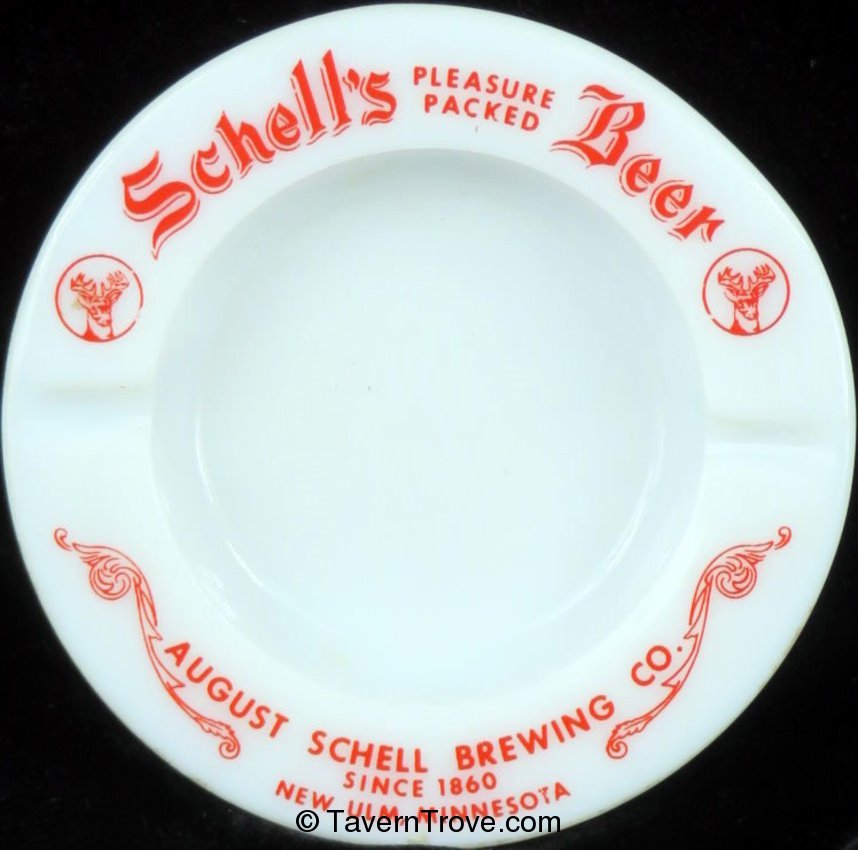 Schell's PLEASURE PACKED Beer
AUGUST SCHELL BREWING CO.
SINCE 1860
NEW ULM, MINNESOTA
© TavernTrove.com